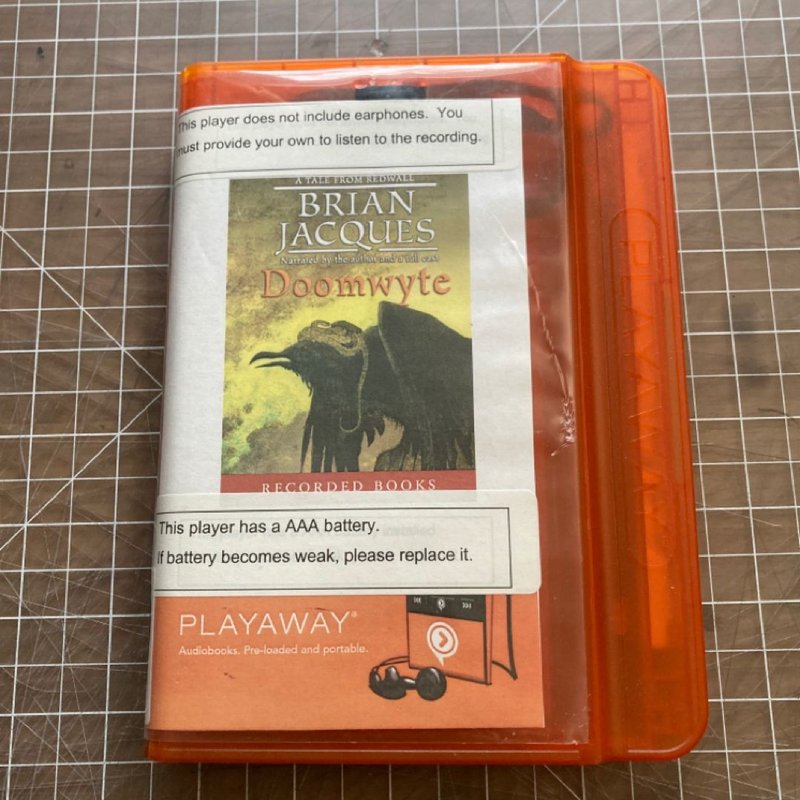 his player does not include earphones. You
ust provide your own to listen to the recording.
A TALE FROM REDWALL
BRIAN
JACQUES
Narrated by the author and a full cast
Doomwyte
RECORDED BOOKS
This player has a AAA battery.
If battery becomes weak, please replace it.
PLAYAWAY®
Audiobooks. Pre-loaded and portable.
PLAYAWAY